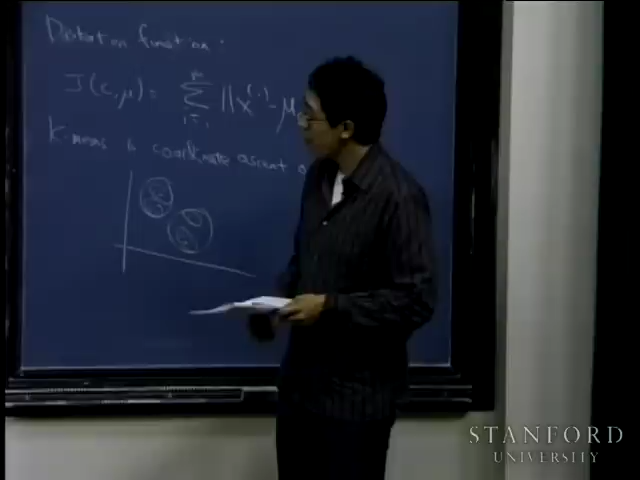 Distortion function:
J(c,μ) = Σ i=1 m ||x^(i) - μ
K-means is coordinate ascent o
STANFORD
UNIVERSITY